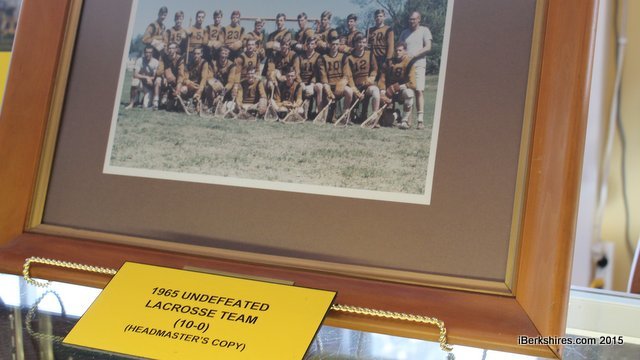 1965 UNDEFEATED
LACROSSE TEAM
(10-0)
(HEADMASTER'S COPY)
iBerkshires.com 2015